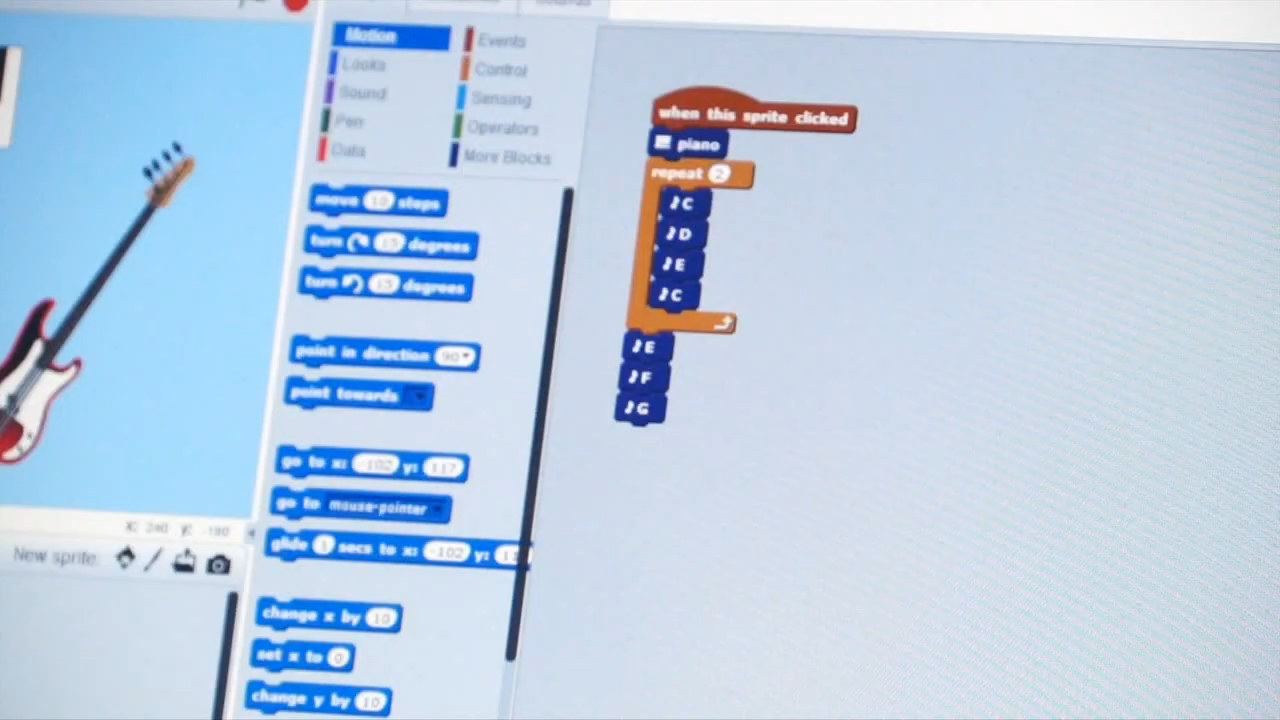 Motion
Events
Looks
Control
Sound
Sensing
Pen
Operators
Data
More Blocks
move 10 steps
turn 15 degrees
turn 15 degrees
point in direction 90
point towards
go to x: -102 y: 117
go to mouse-pointer
glide 1 secs to x: -102 y: 11
change x by 10
set x to 0
change y by 10
when this sprite clicked
piano
repeat 2
C
D
E
C
E
F
G
x: 240 y: -180
New sprite: